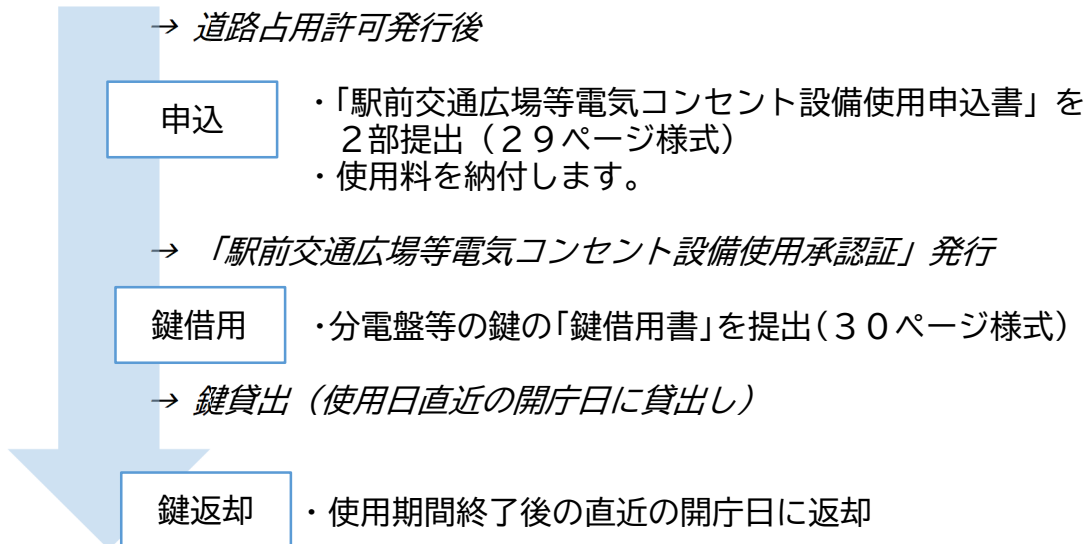 → 道路占用許可発行後
申込
・「駅前交通広場等電気コンセント設備使用申込書」を
２部提出（２９ページ様式）
・使用料を納付します。
→ 「駅前交通広場等電気コンセント設備使用承認証」発行
鍵借用
・分電盤等の鍵の「鍵借用書」を提出（３０ページ様式）
→ 鍵貸出（使用日直近の開庁日に貸出し）
鍵返却
・使用期間終了後の直近の開庁日に返却